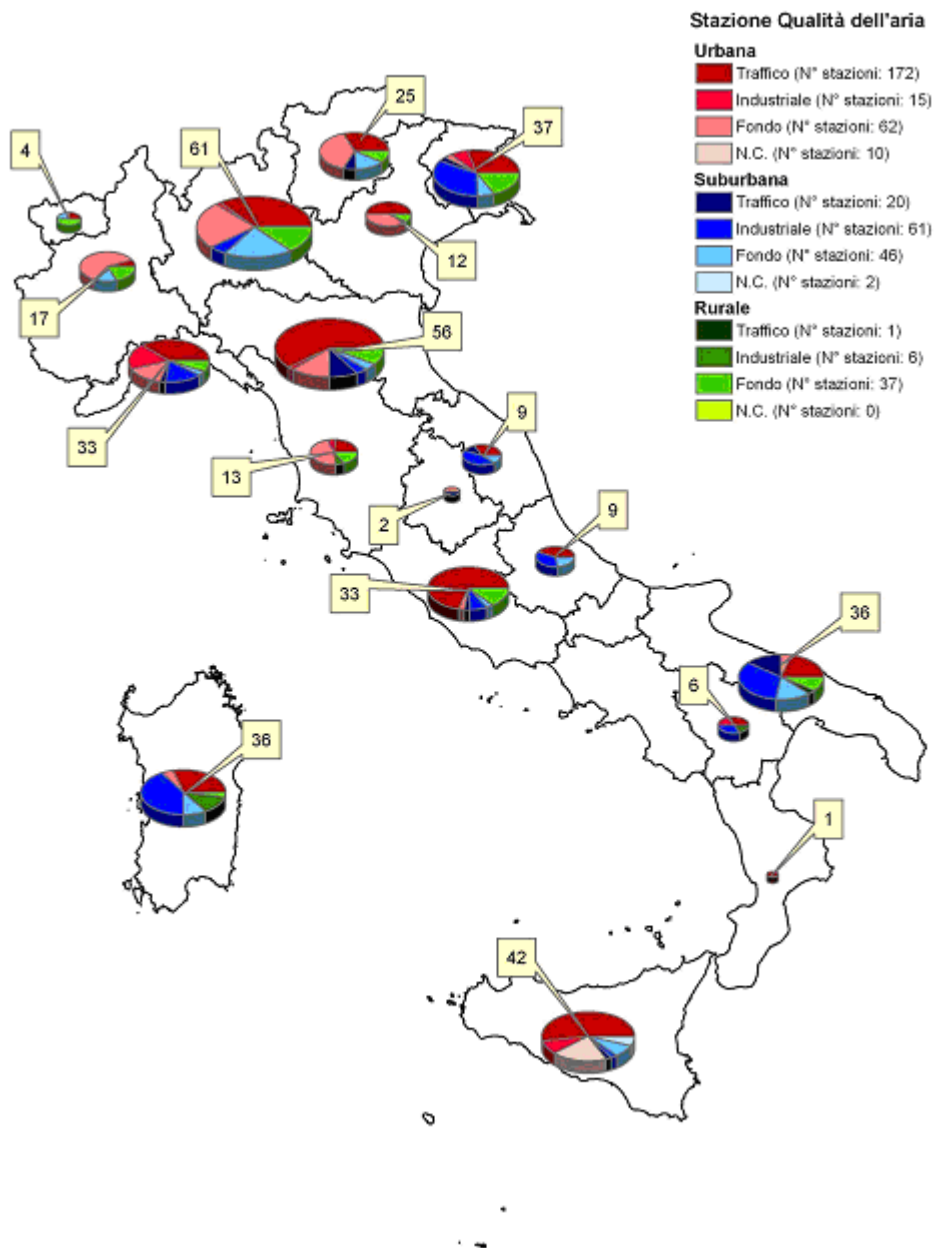 Stazione Qualità dell'aria
Urbana
Traffico (N° stazioni: 172)
Industriale (N° stazioni: 15)
Fondo (N° stazioni: 62)
N.C. (N° stazioni: 10)
Suburbana
Traffico (N° stazioni: 20)
Industriale (N° stazioni: 61)
Fondo (N° stazioni: 46)
N.C. (N° stazioni: 2)
Rurale
Traffico (N° stazioni: 1)
Industriale (N° stazioni: 6)
Fondo (N° stazioni: 37)
N.C. (N° stazioni: 0)
25
37
4
61
12
17
56
33
9
13
2
9
33
36
6
36
1
42